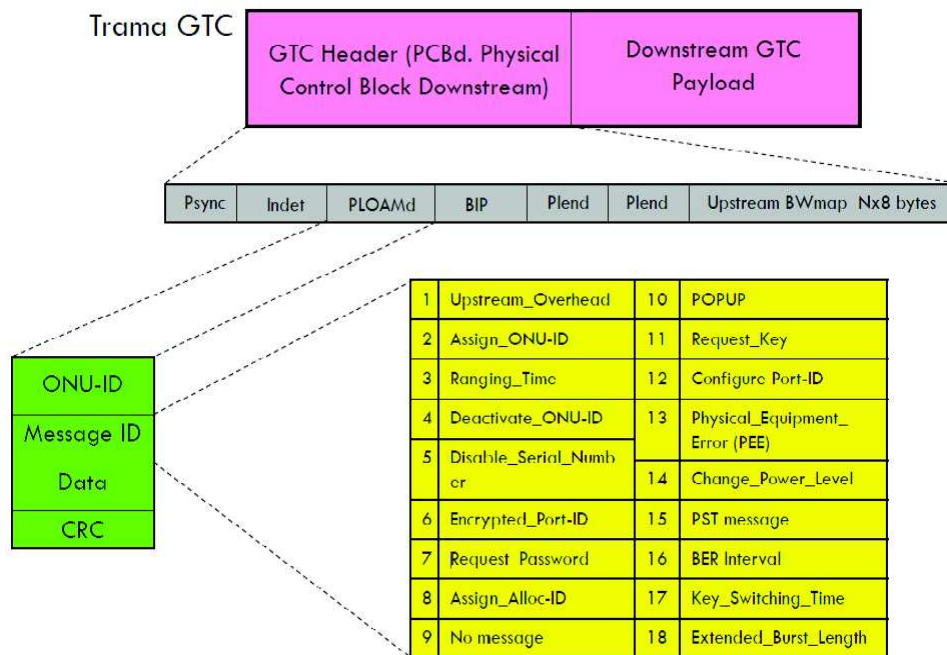 Trama GTC
GTC Header (PCBd. Physical
Control Block Downstream)
Downstream GTC
Payload
Psync
Indet
PLOAMd
BIP
Plend
Plend
Upstream BWmap Nx8 bytes
ONU-ID
Message ID
Data
CRC
1 Upstream_Overhead
2 Assign_ONU-ID
3 Ranging_Time
4 Deactivate_ONU-ID
5 Disable_Serial_Numb
er
6 Encrypted_Port-ID
7 Request Password
8 Assign_Alloc-ID
9 No message
10 POPUP
11 Request_Key
12 Configure Port-ID
13 Physical_Equipment_
Error (PEE)
14 Change_Power_Level
15 PST message
16 BER Interval
17 Key_Switching_Time
18 Extended_Burst_Length